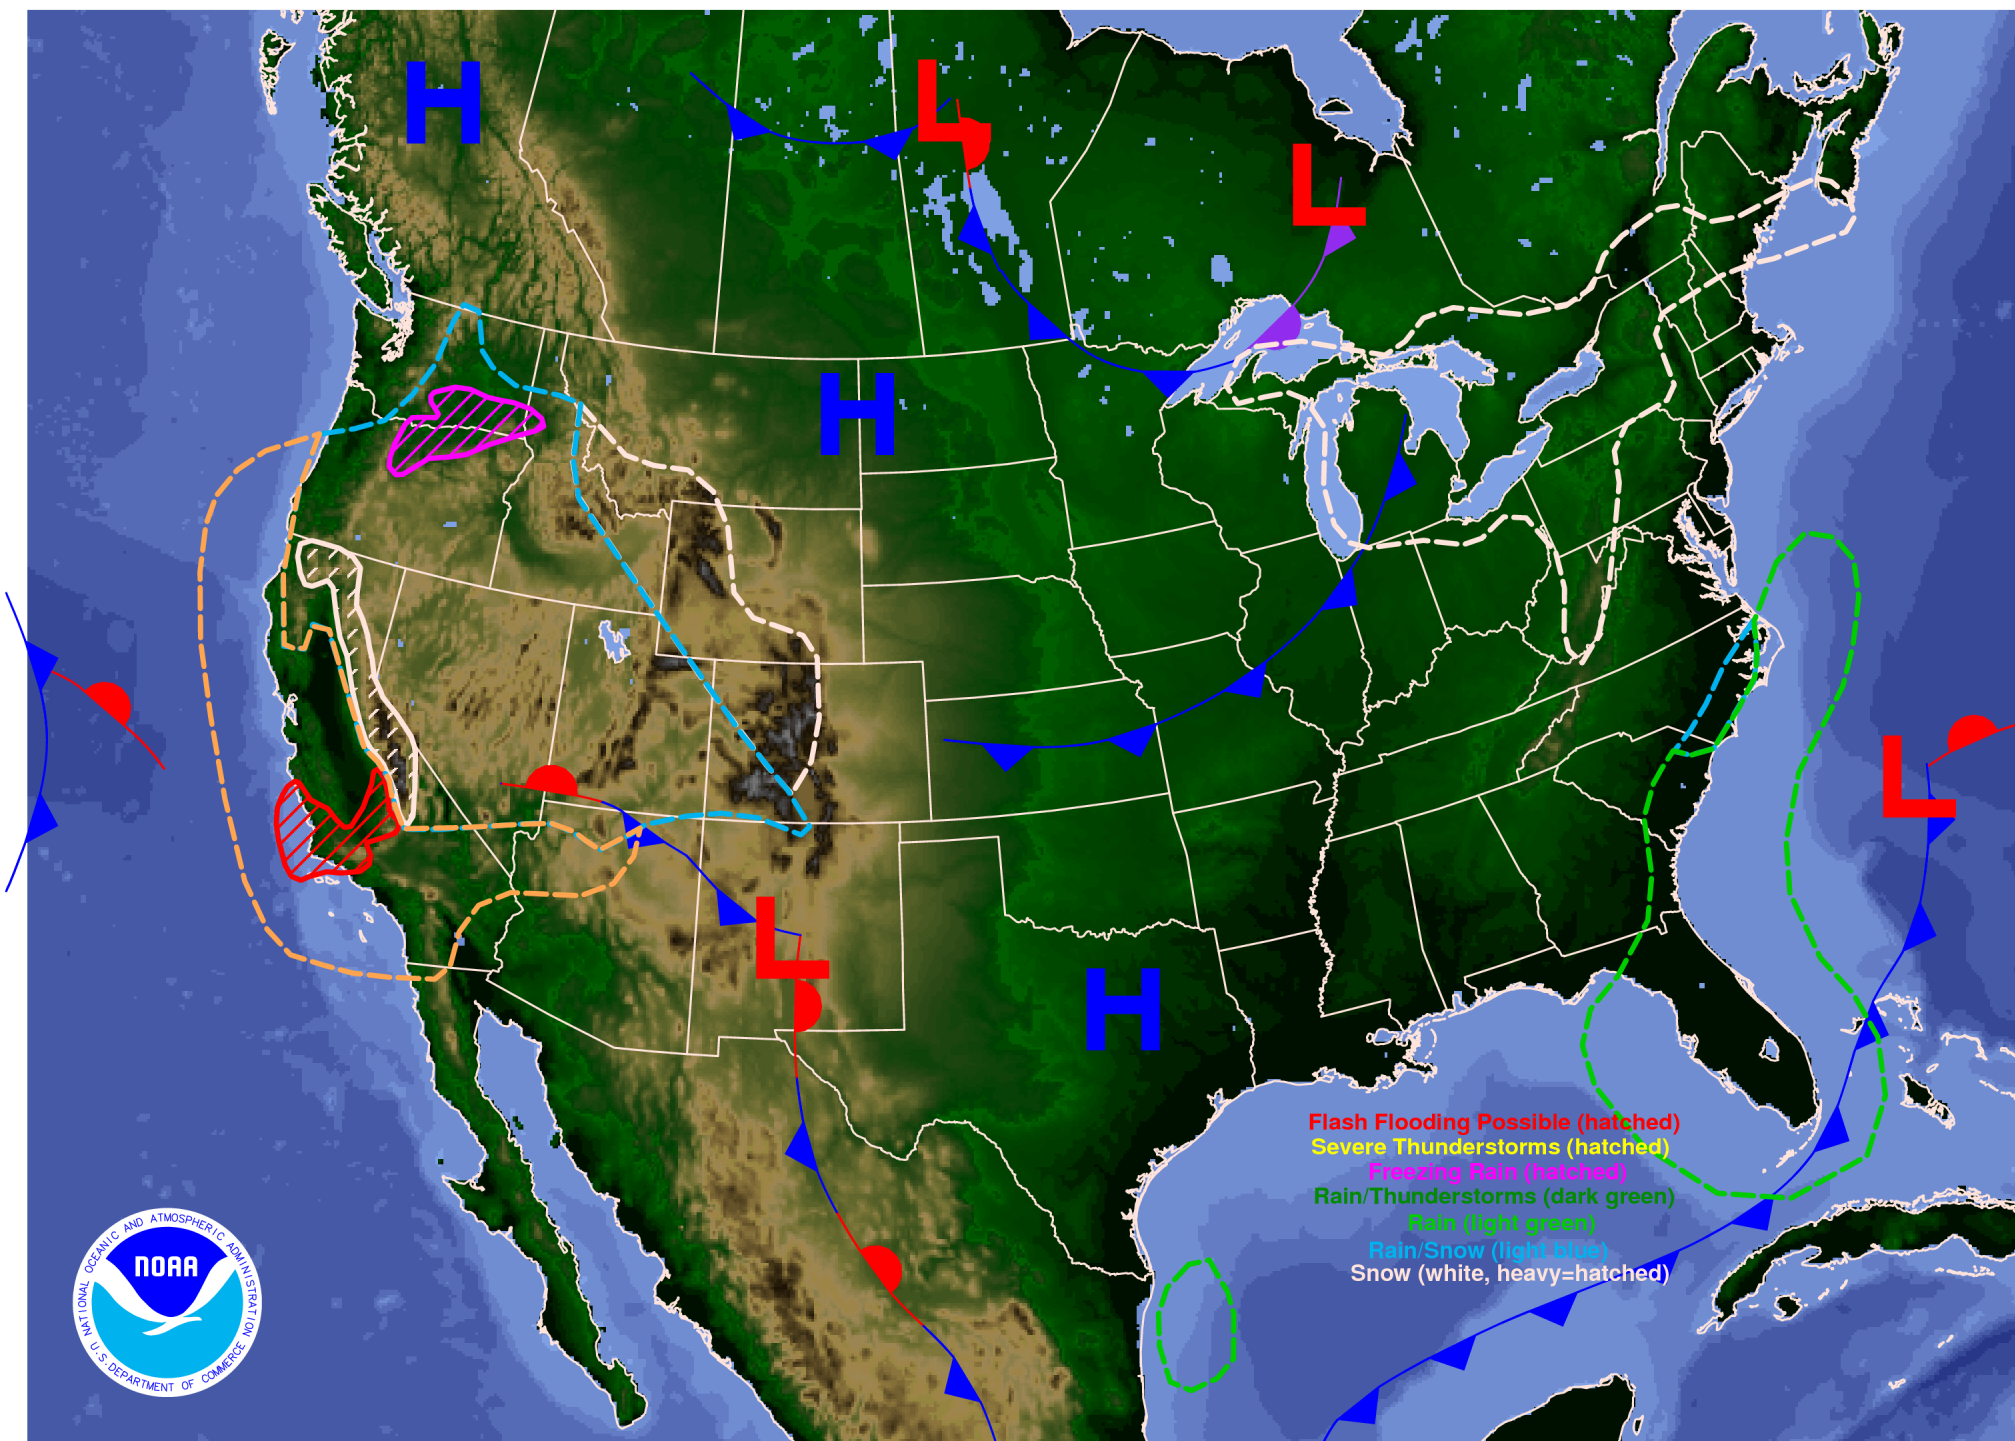 H
L
L
H
L
L
H
Flash Flooding Possible (hatched)
Severe Thunderstorms (hatched)
Freezing Rain (hatched)
Rain/Thunderstorms (dark green)
Rain (light green)
Rain/Snow (light blue)
Snow (white, heavy=hatched)
NATIONAL OCEANIC AND ATMOSPHERIC ADMINISTRATION
NOAA
U.S. DEPARTMENT OF COMMERCE